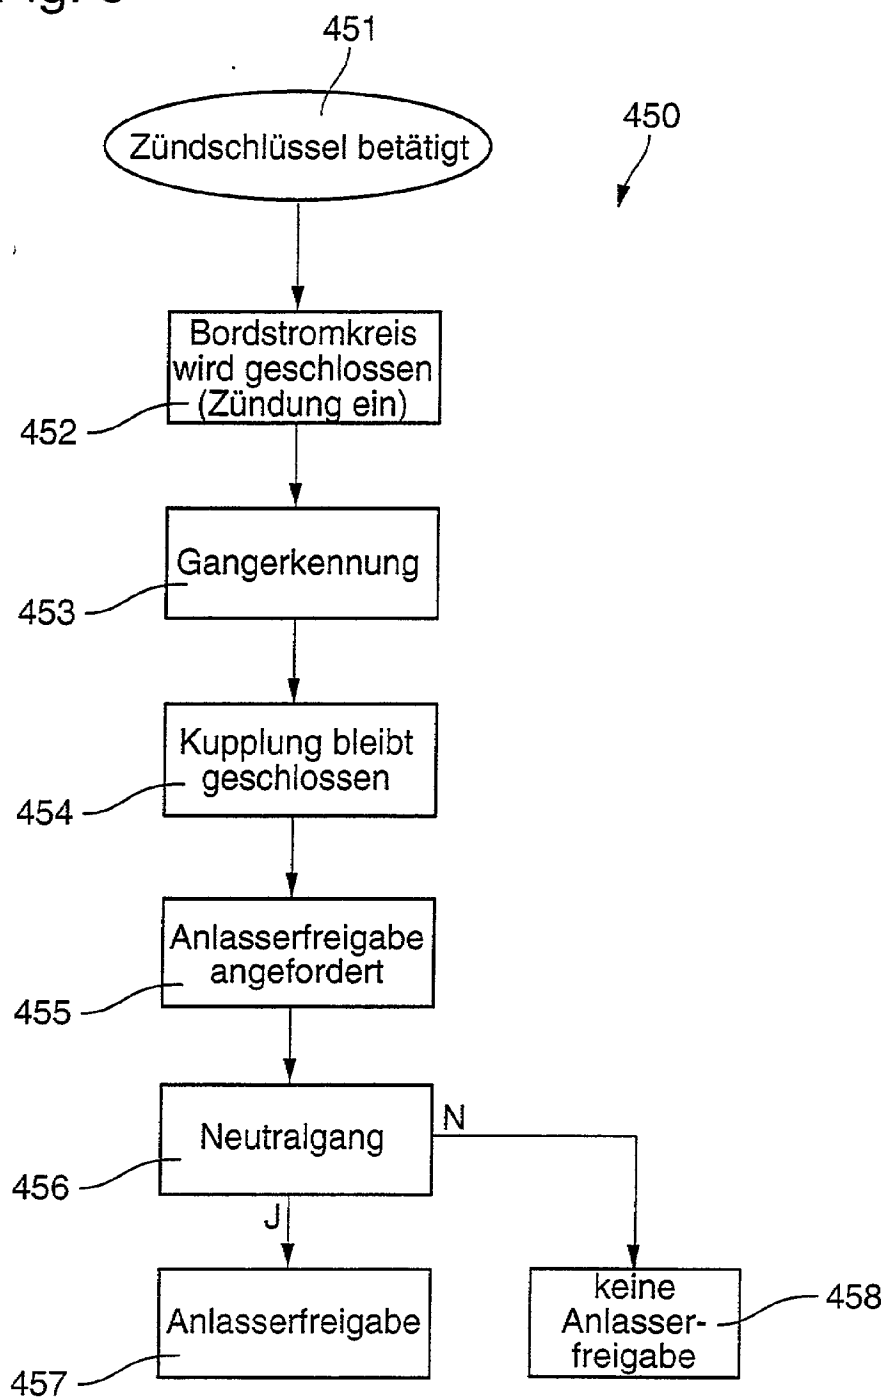 451
450
Zündschlüssel betätigt
Bordstromkreis
wird geschlossen
(Zündung ein)
452
Gangerkennung
453
Kupplung bleibt
geschlossen
454
Anlasserfreigabe
angefordert
455
Neutralgang
N
456
J
Anlasserfreigabe
457
keine
Anlasser-
freigabe
458